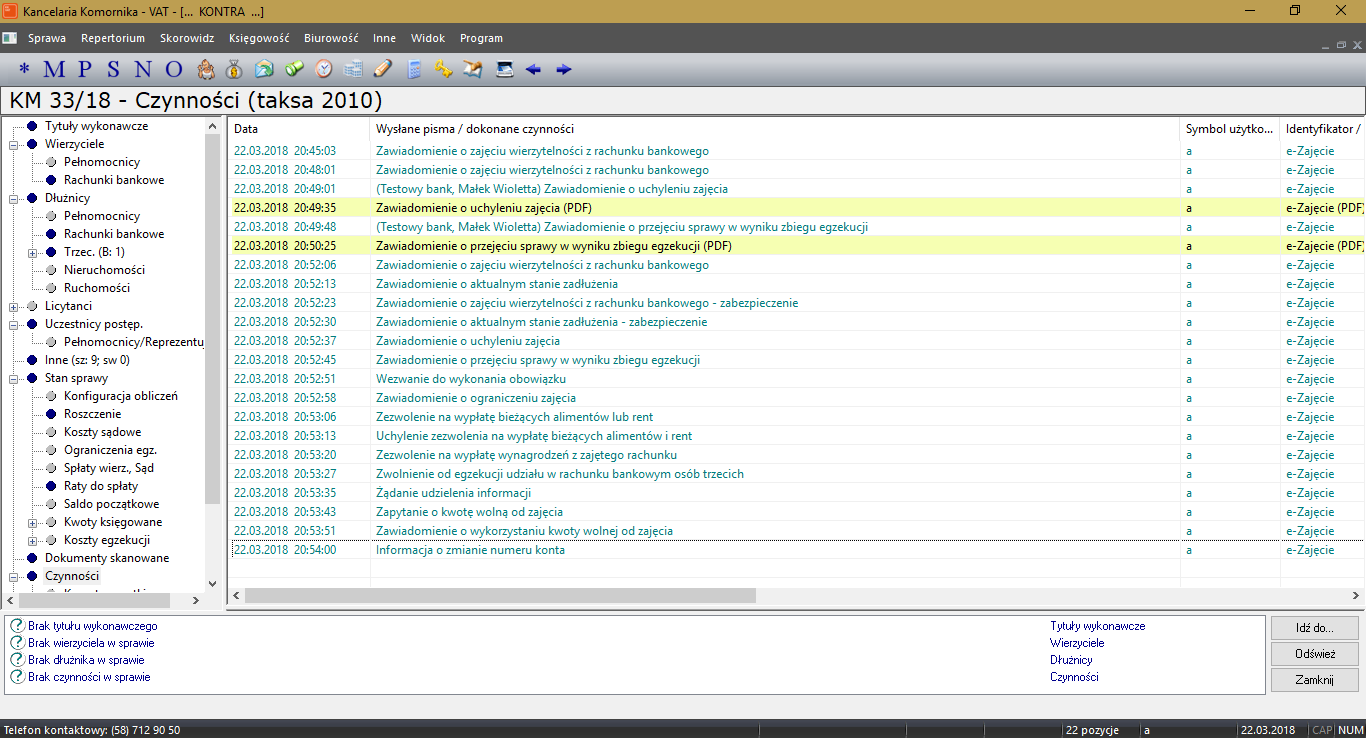 Kancelaria Komornika - VAT - [... KONTRA ...]
Sprawa Repertorium Skorowidz Księgowość Biurowość Inne Widok Program
* M P S N O
KM 33/18 - Czynności (taksa 2010)
Tytuły wykonawcze
Wierzyciele
Pełnomocnicy
Rachunki bankowe
Dłużnicy
Pełnomocnicy
Rachunki bankowe
Trzec. (B: 1)
Nieruchomości
Ruchomości
Licytanci
Uczestnicy postęp.
Pełnomocnicy/Reprezentu
Inne (sz: 9; sw 0)
Stan sprawy
Konfiguracja obliczeń
Roszczenie
Koszty sądowe
Ograniczenia egz.
Spłaty wierz., Sąd
Raty do spłaty
Saldo początkowe
Kwoty księgowane
Koszty egzekucji
Dokumenty skanowane
Czynności
Data Wysłane pisma / dokonane czynności Symbol użytko... Identyfikator /
22.03.2018 20:45:03 Zawiadomienie o zajęciu wierzytelności z rachunku bankowego a e-Zajęcie
22.03.2018 20:48:01 Zawiadomienie o zajęciu wierzytelności z rachunku bankowego a e-Zajęcie
22.03.2018 20:49:01 (Testowy bank, Małek Wioletta) Zawiadomienie o uchyleniu zajęcia a e-Zajęcie
22.03.2018 20:49:35 Zawiadomienie o uchyleniu zajęcia (PDF) a e-Zajęcie (PDF)
22.03.2018 20:49:48 (Testowy bank, Małek Wioletta) Zawiadomienie o przejęciu sprawy w wyniku zbiegu egzekucji a e-Zajęcie
22.03.2018 20:50:25 Zawiadomienie o przejęciu sprawy w wyniku zbiegu egzekucji (PDF) a e-Zajęcie (PDF)
22.03.2018 20:52:06 Zawiadomienie o zajęciu wierzytelności z rachunku bankowego a e-Zajęcie
22.03.2018 20:52:13 Zawiadomienie o aktualnym stanie zadłużenia a e-Zajęcie
22.03.2018 20:52:23 Zawiadomienie o zajęciu wierzytelności z rachunku bankowego - zabezpieczenie a e-Zajęcie
22.03.2018 20:52:30 Zawiadomienie o aktualnym stanie zadłużenia - zabezpieczenie a e-Zajęcie
22.03.2018 20:52:37 Zawiadomienie o uchyleniu zajęcia a e-Zajęcie
22.03.2018 20:52:45 Zawiadomienie o przejęciu sprawy w wyniku zbiegu egzekucji a e-Zajęcie
22.03.2018 20:52:51 Wezwanie do wykonania obowiązku a e-Zajęcie
22.03.2018 20:52:58 Zawiadomienie o ograniczeniu zajęcia a e-Zajęcie
22.03.2018 20:53:06 Zezwolenie na wypłatę bieżących alimentów lub rent a e-Zajęcie
22.03.2018 20:53:13 Uchylenie zezwolenia na wypłatę bieżących alimentów i rent a e-Zajęcie
22.03.2018 20:53:20 Zezwolenie na wypłatę wynagrodzeń z zajętego rachunku a e-Zajęcie
22.03.2018 20:53:27 Zwolnienie od egzekucji udziału w rachunku bankowym osób trzecich a e-Zajęcie
22.03.2018 20:53:35 Żądanie udzielenia informacji a e-Zajęcie
22.03.2018 20:53:43 Zapytanie o kwotę wolną od zajęcia a e-Zajęcie
22.03.2018 20:53:51 Zawiadomienie o wykorzystaniu kwoty wolnej od zajęcia a e-Zajęcie
22.03.2018 20:54:00 Informacja o zmianie numeru konta a e-Zajęcie
Brak tytułu wykonawczego Tytuły wykonawcze
Brak wierzyciela w sprawie Wierzyciele
Brak dłużnika w sprawie Dłużnicy
Brak czynności w sprawie Czynności
Idź do...
Odśwież
Zamknij
Telefon kontaktowy: (58) 712 90 50 22 pozycje a 22.03.2018 CAP NUM